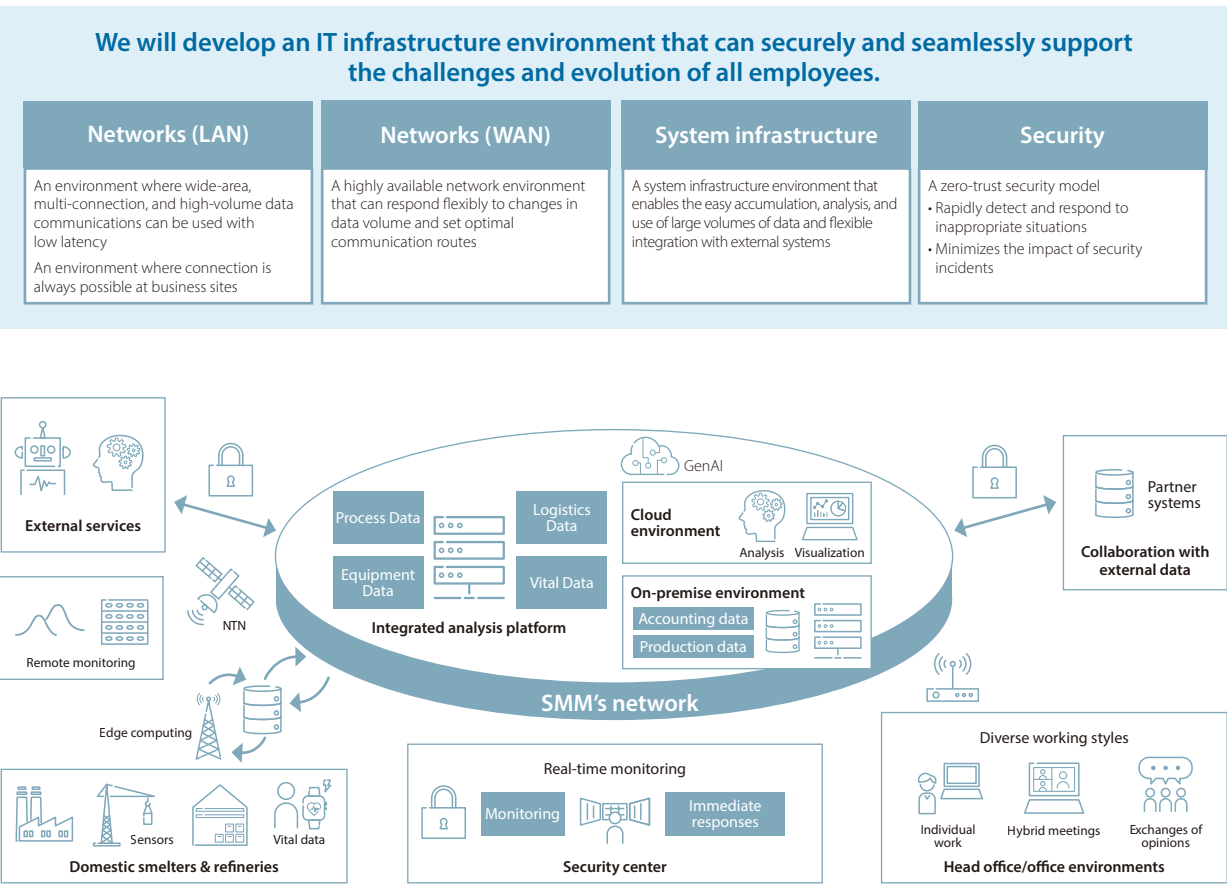 We will develop an IT infrastructure environment that can securely and seamlessly support
the challenges and evolution of all employees.
Networks (LAN)
An environment where wide-area,
multi-connection, and high-volume data
communications can be used with
low latency
An environment where connection is
always possible at business sites
Networks (WAN)
A highly available network environment
that can respond flexibly to changes in
data volume and set optimal
communication routes
System infrastructure
A system infrastructure environment that
enables the easy accumulation, analysis, and
use of large volumes of data and flexible
integration with external systems
Security
A zero-trust security model
• Rapidly detect and respond to
inappropriate situations
• Minimizes the impact of security
incidents
External services
Remote monitoring
NTN
Edge computing
Sensors
Vital data
Domestic smelters & refineries
Process Data
Logistics
Data
Equipment
Data
Vital Data
Integrated analysis platform
GenAI
Cloud
environment
Analysis
Visualization
On-premise environment
Accounting data
Production data
SMM's network
Real-time monitoring
Monitoring
Immediate
responses
Security center
Partner
systems
Collaboration with
external data
Diverse working styles
Individual
work
Hybrid meetings
Exchanges of
opinions
Head office/office environments